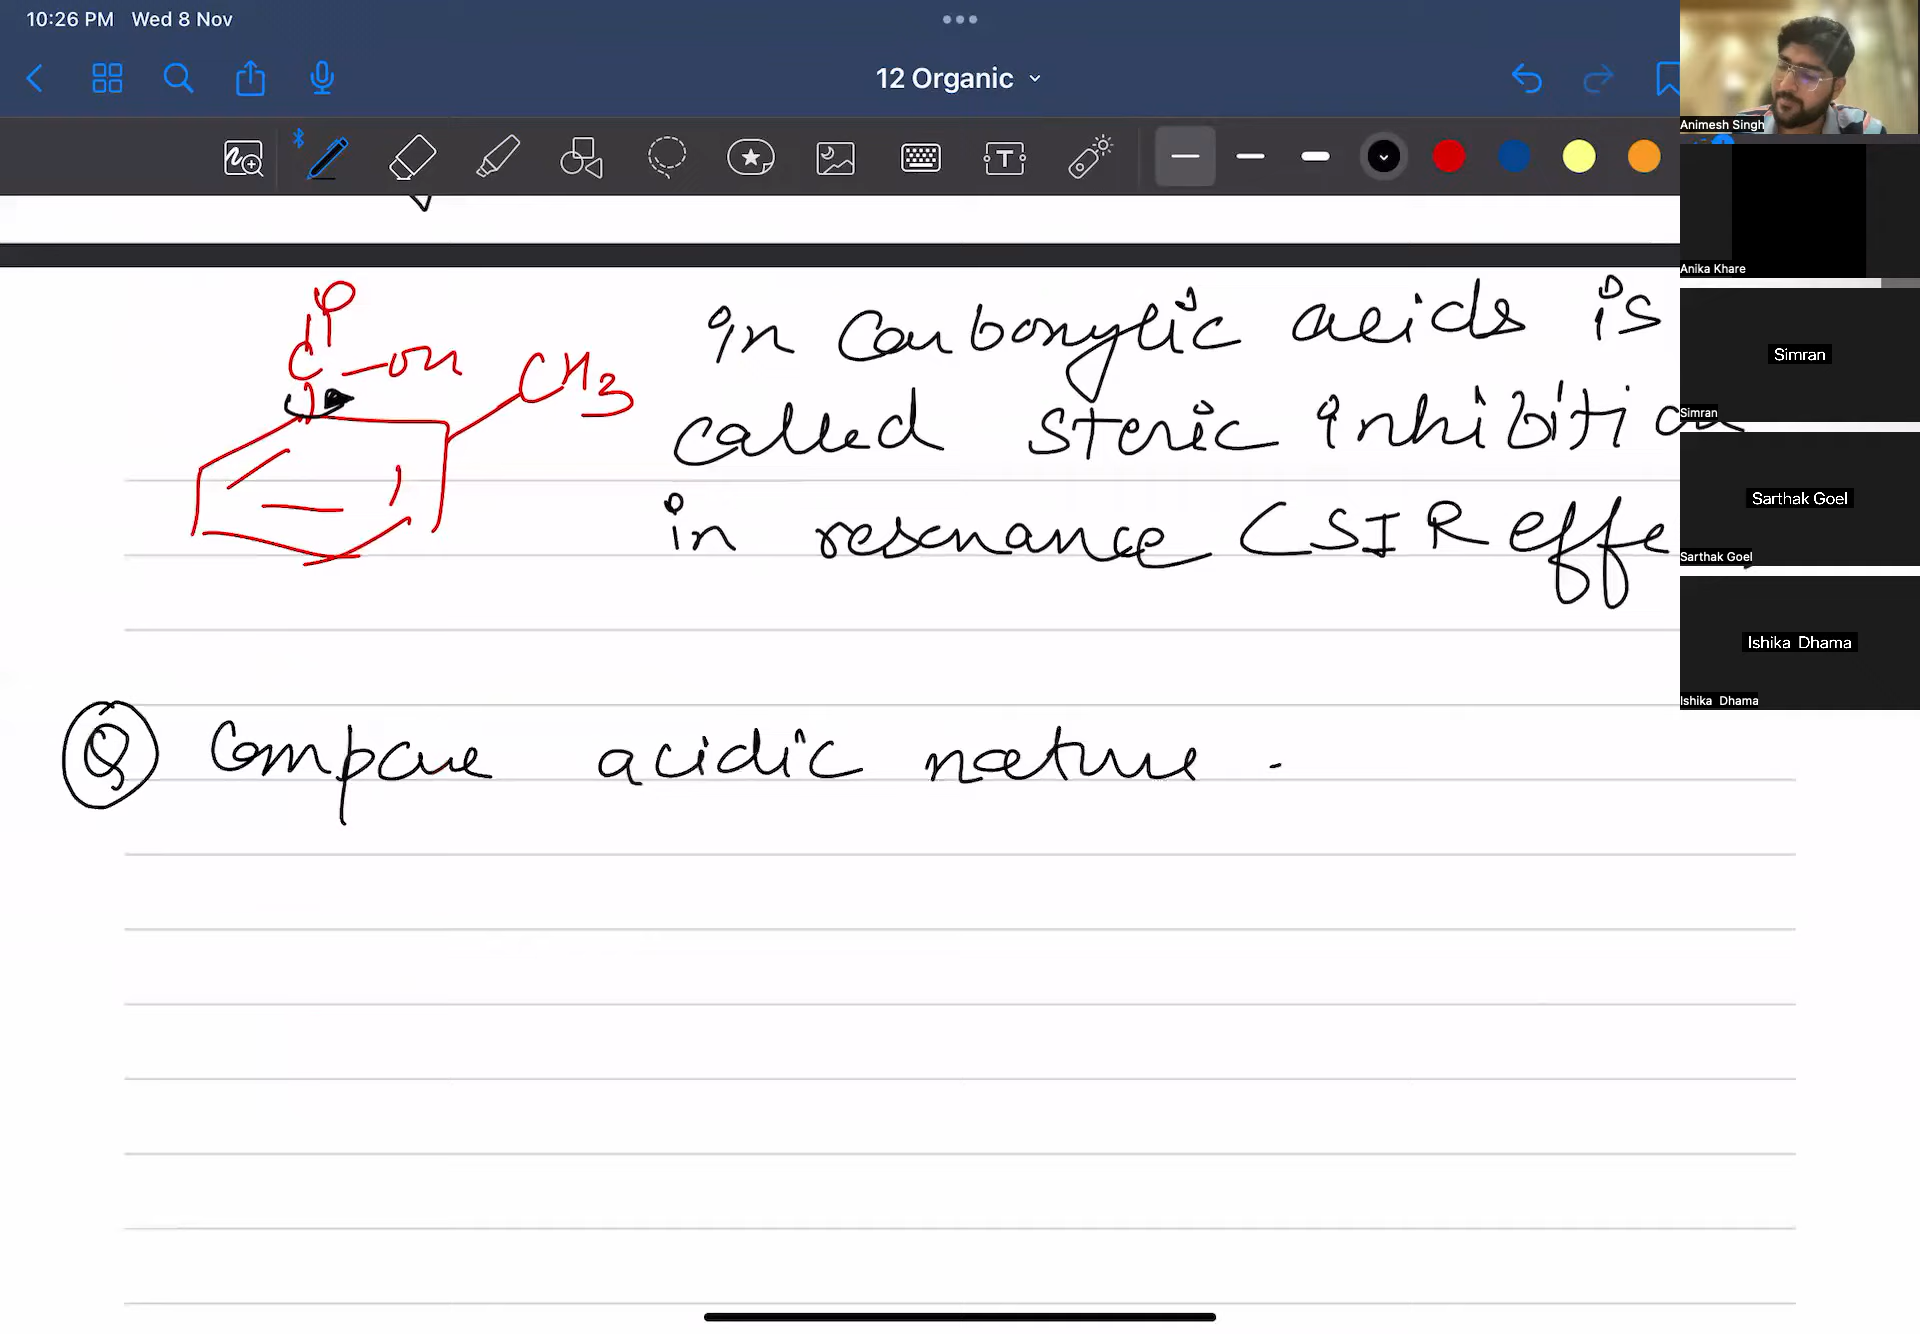 10:26 PM Wed 8 Nov
12 Organic
T
Animesh Singh
Anika Khare
Simran
Simran
Sarthak Goel
Sarthak Goel
Ishika Dhama
Ishika Dhama
O
C -OH
CH3
in Carboxylic acids is
called steric inhibition
in resonance (SIR effe
Q Compare acidic nature .